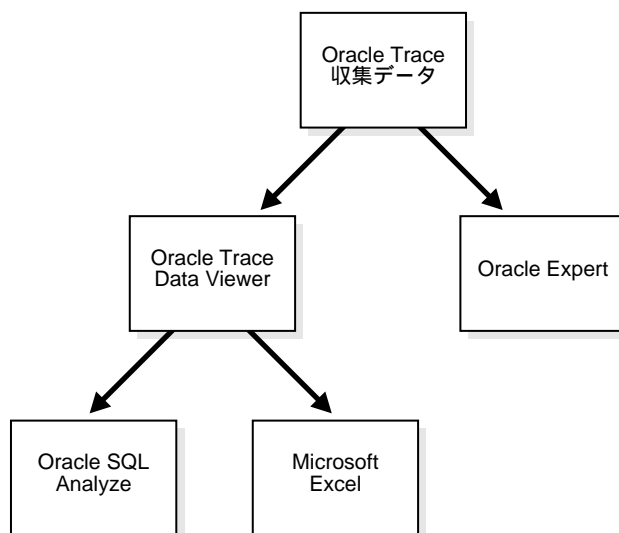 Oracle Trace
収集データ
Oracle Trace
Data Viewer
Oracle Expert
Oracle SQL
Analyze
Microsoft
Excel